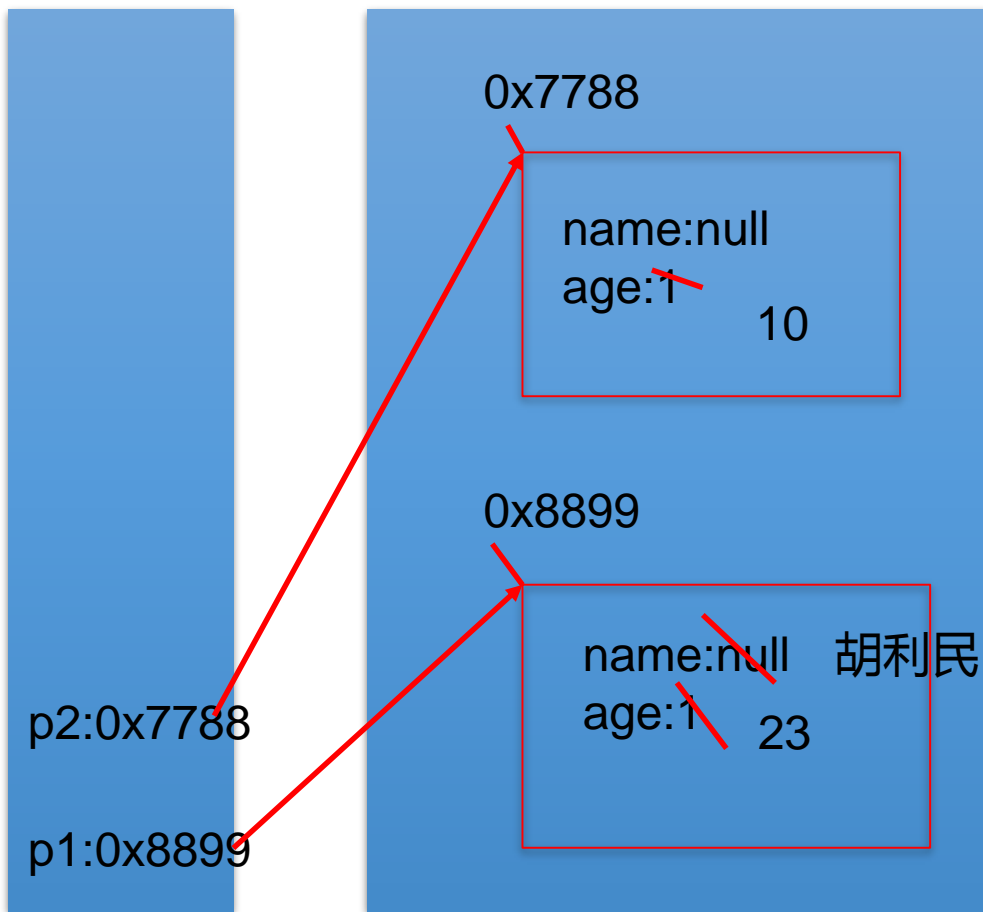 0x7788
name:null
age:1
10
0x8899
name:null 胡利民
age:1
23
p2:0x7788
p1:0x8899